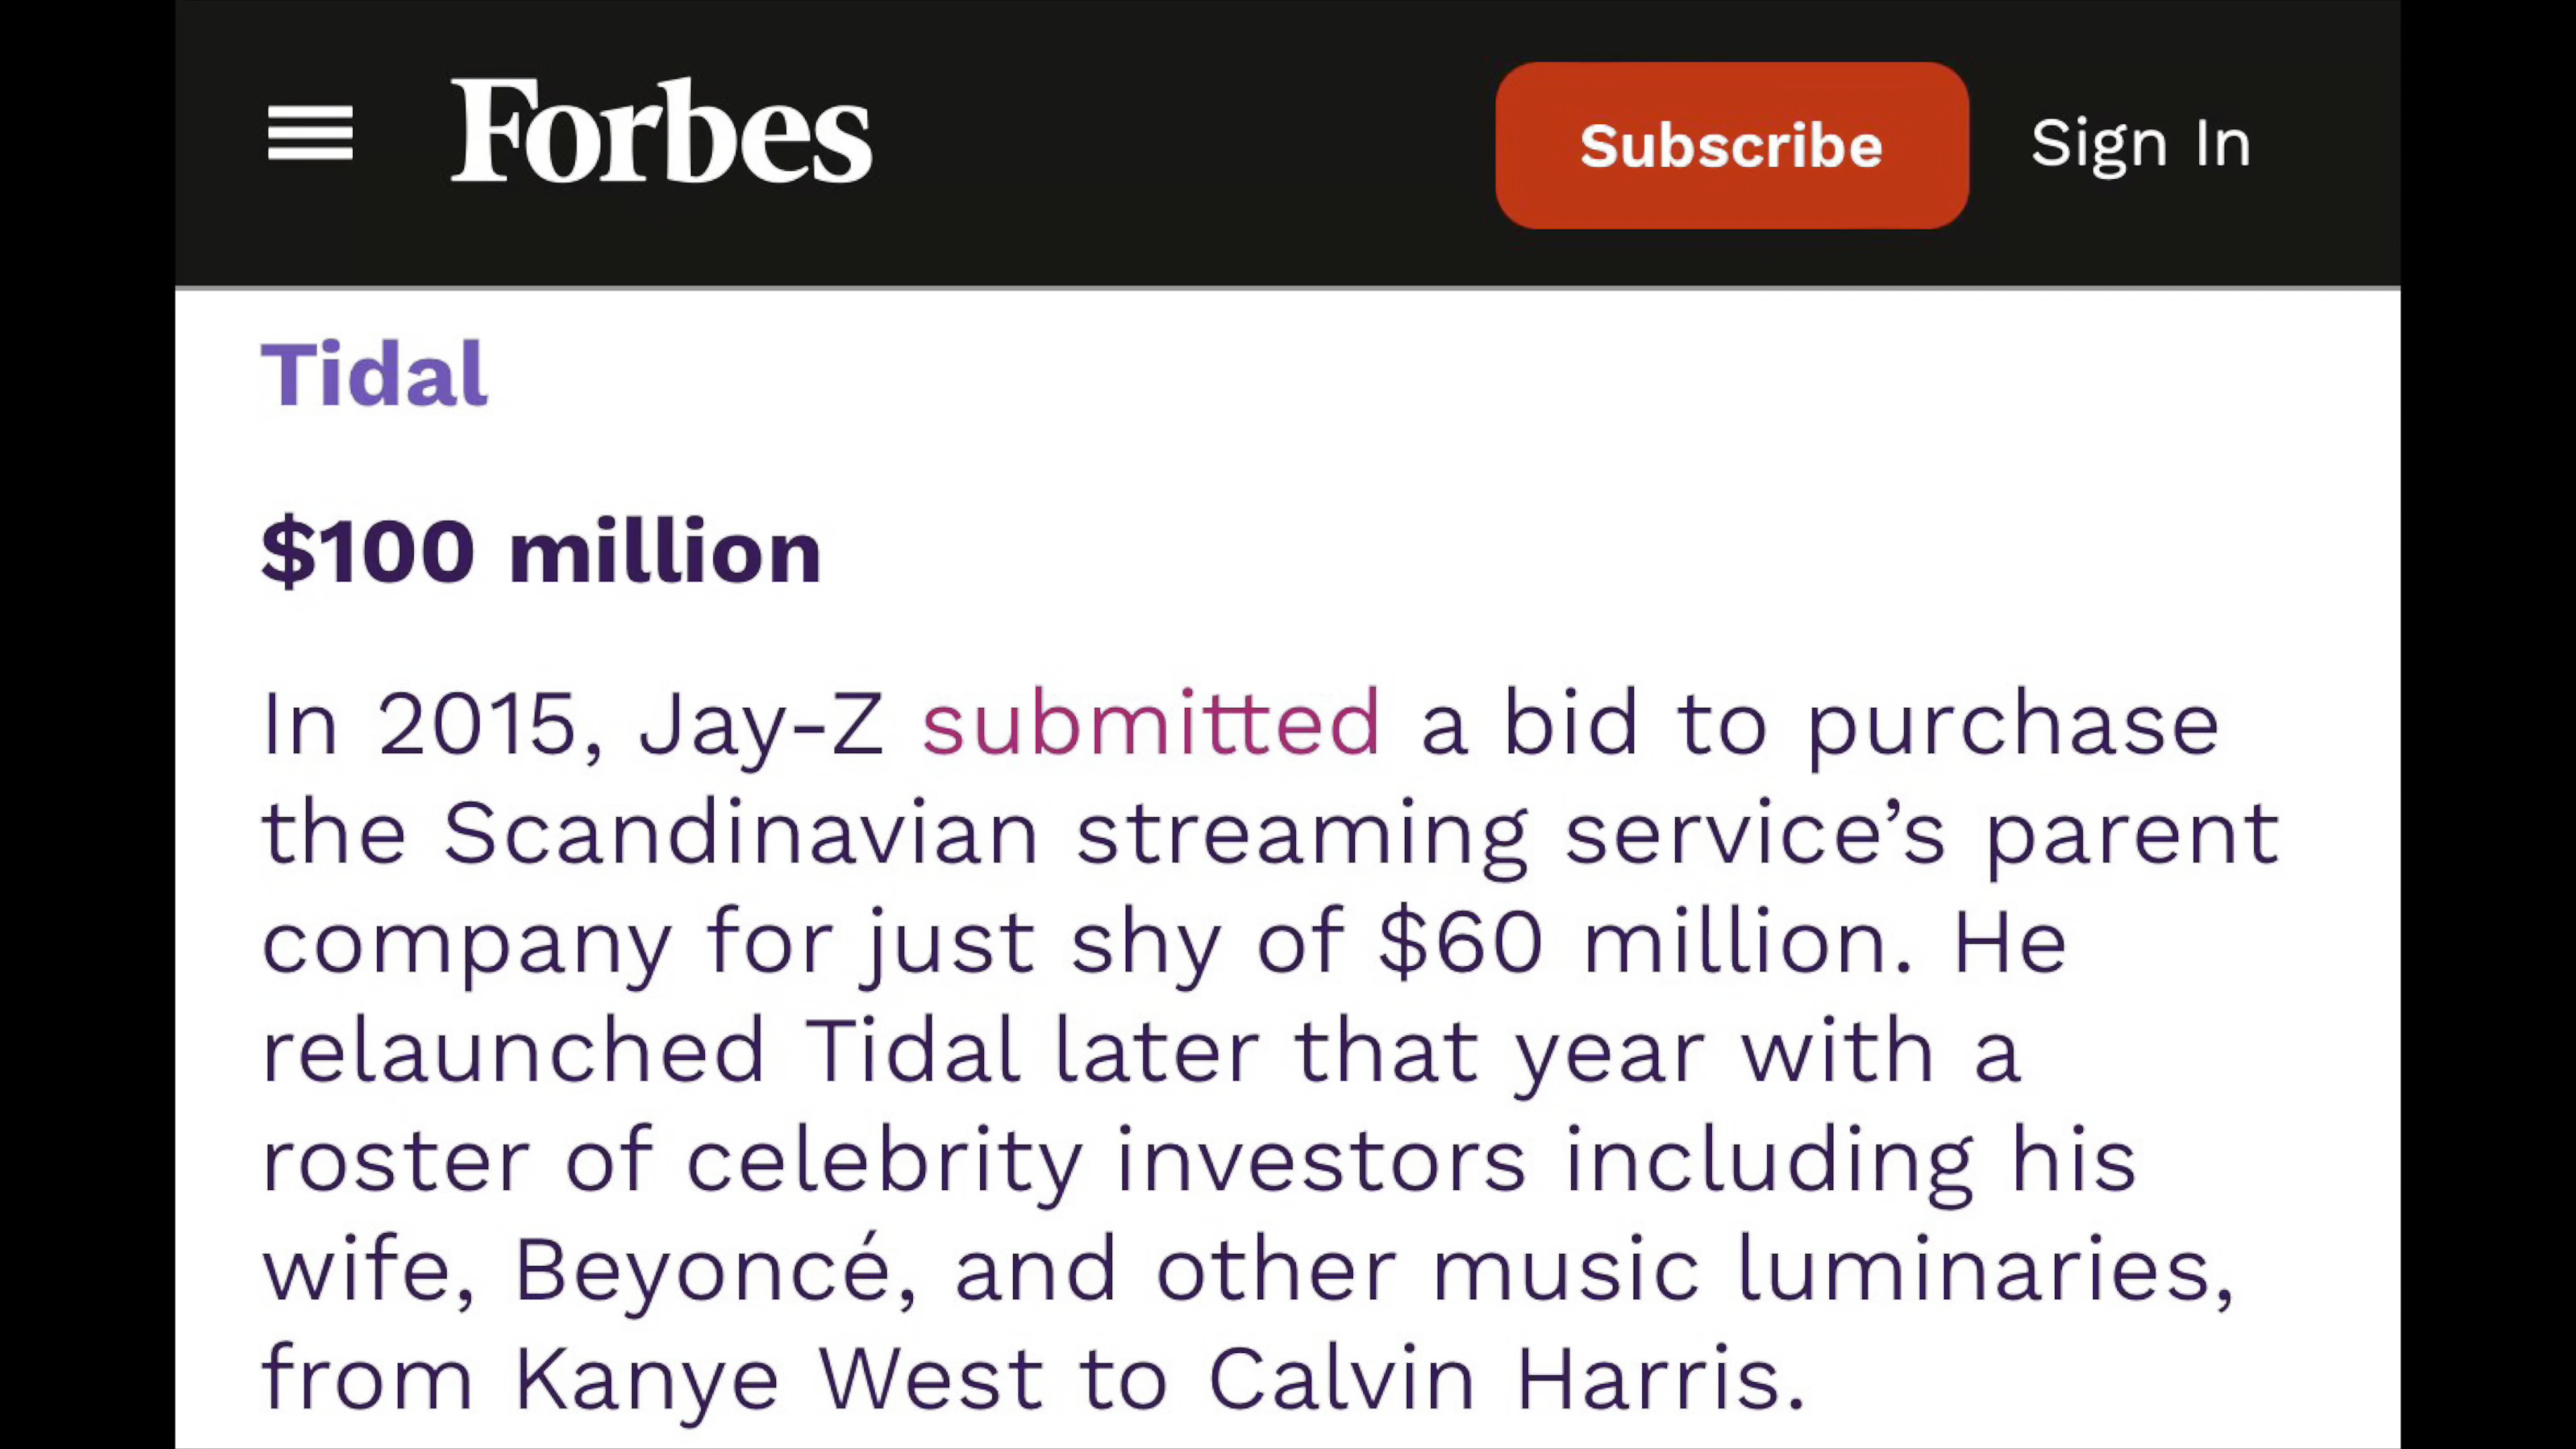 Forbes
Subscribe
Sign In
Tidal
$100 million
In 2015, Jay-Z submitted a bid to purchase
the Scandinavian streaming service’s parent
company for just shy of $60 million. He
relaunched Tidal later that year with a
roster of celebrity investors including his
wife, Beyoncé, and other music luminaries,
from Kanye West to Calvin Harris.